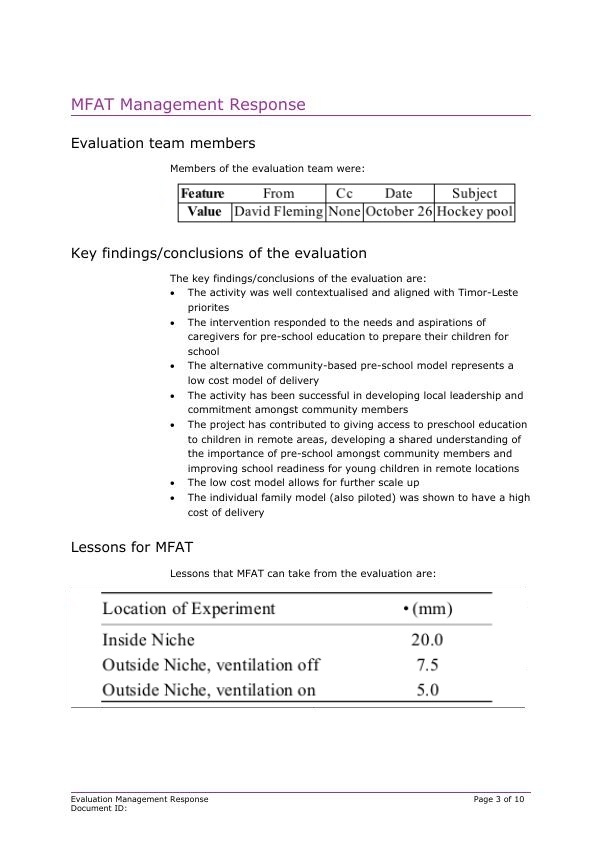 MFAT Management Response
Evaluation team members
Members of the evaluation team were:
Feature From Cc Date Subject
Value David Fleming None October 26 Hockey pool
Key findings/conclusions of the evaluation
The key findings/conclusions of the evaluation are:
• The activity was well contextualised and aligned with Timor-Leste
priorites
• The intervention responded to the needs and aspirations of
caregivers for pre-school education to prepare their children for
school
• The alternative community-based pre-school model represents a
low cost model of delivery
• The activity has been successful in developing local leadership and
commitment amongst community members
• The project has contributed to giving access to preschool education
to children in remote areas, developing a shared understanding of
the importance of pre-school amongst community members and
improving school readiness for young children in remote locations
• The low cost model allows for further scale up
• The individual family model (also piloted) was shown to have a high
cost of delivery
Lessons for MFAT
Lessons that MFAT can take from the evaluation are:
Location of Experiment • (mm)
Inside Niche 20.0
Outside Niche, ventilation off 7.5
Outside Niche, ventilation on 5.0
Evaluation Management Response Page 3 of 10
Document ID: